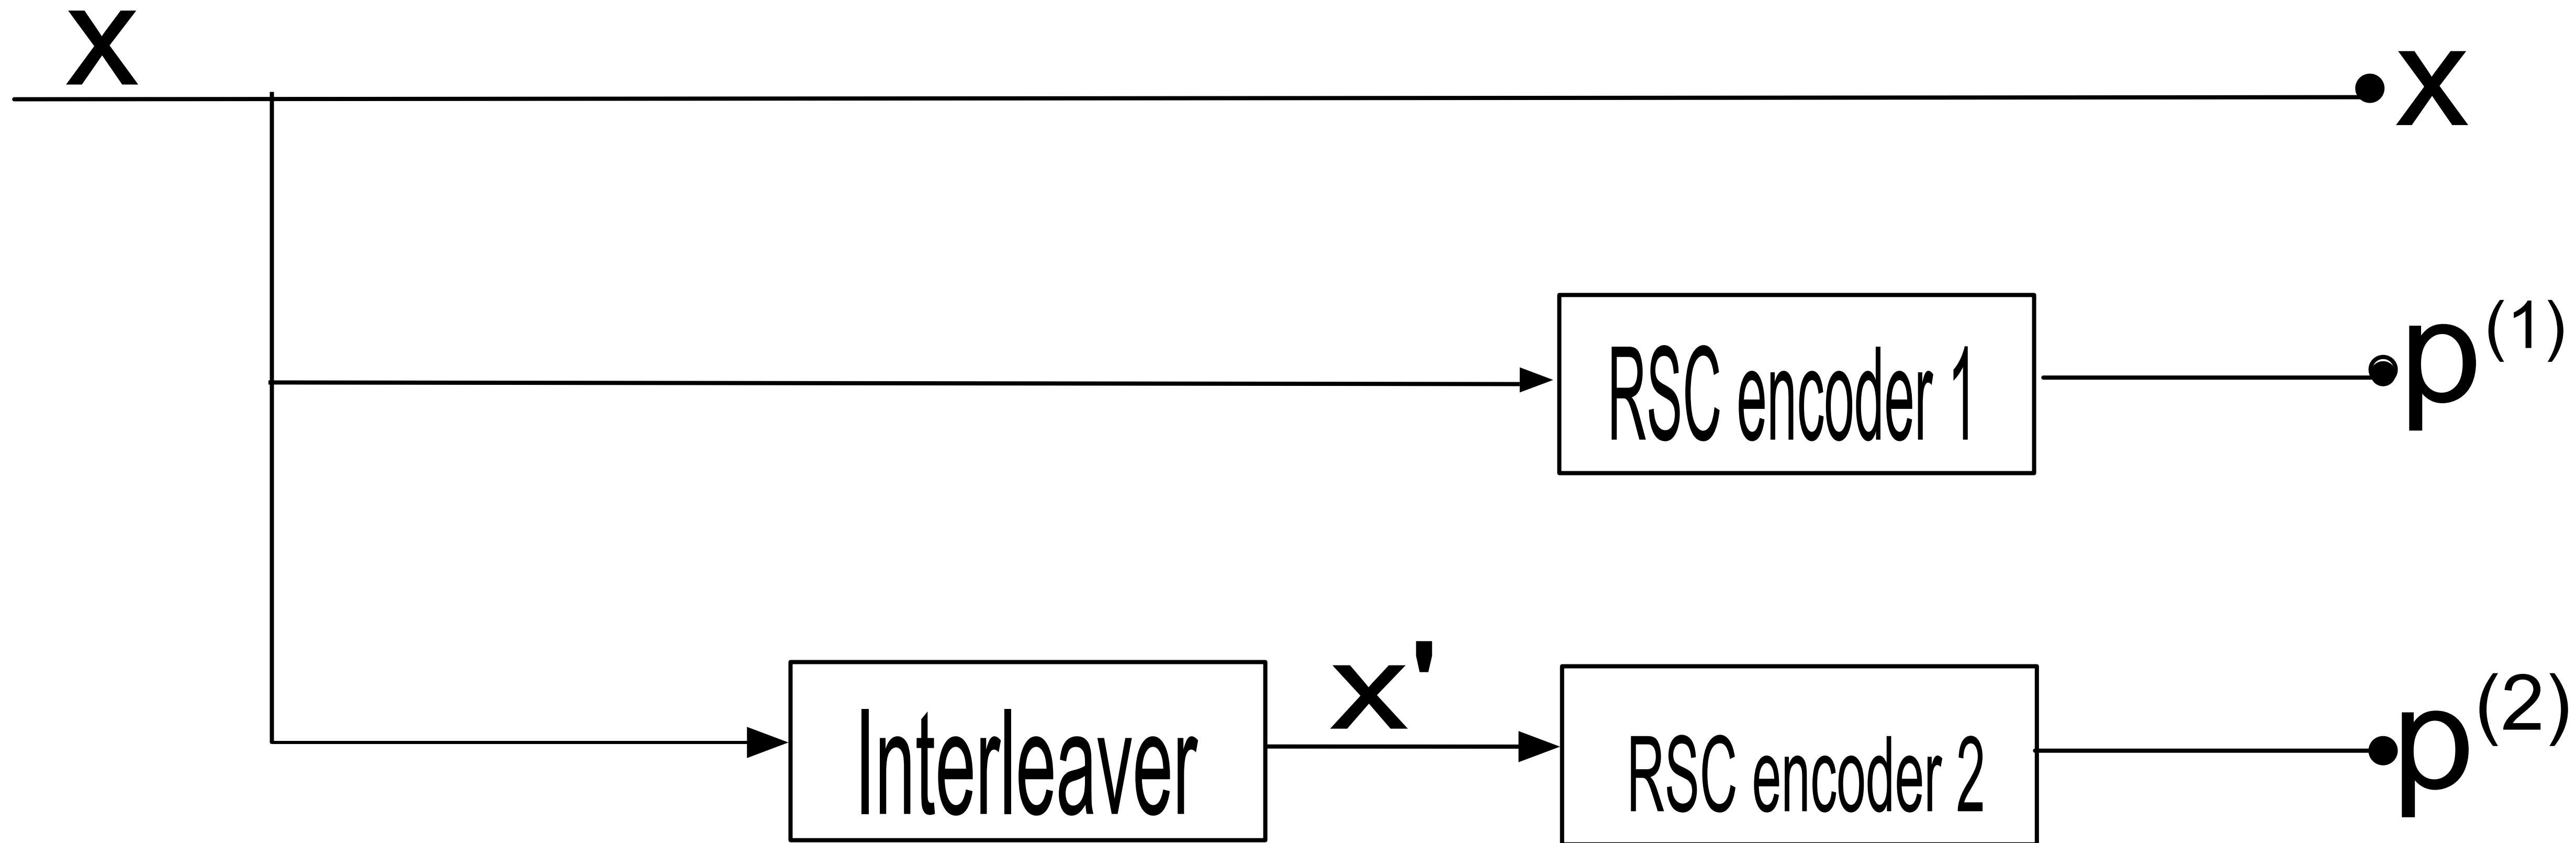 x
x
RSC encoder 1
p(1)
Interleaver
x'
RSC encoder 2
p(2)